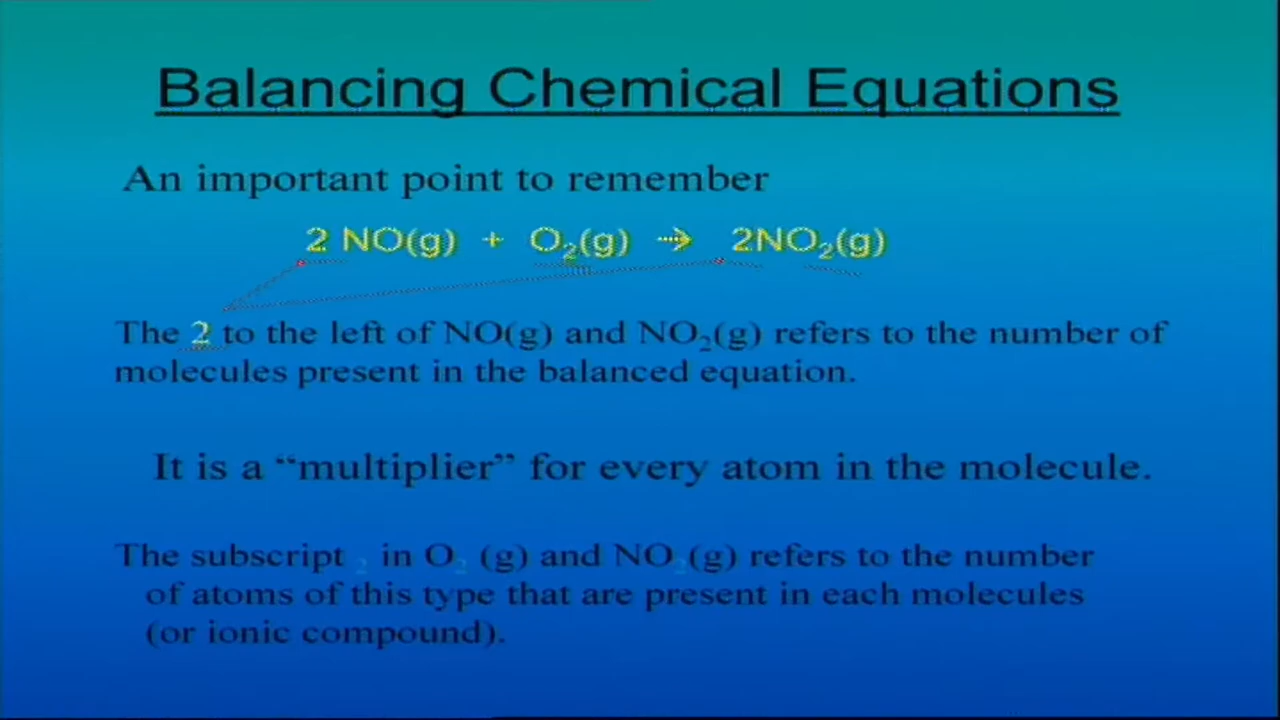 Balancing Chemical Equations
An important point to remember
2 NO(g) + O₂(g) → 2NO₂(g)
The 2 to the left of NO(g) and NO₂(g) refers to the number of
molecules present in the balanced equation.
It is a “multiplier” for every atom in the molecule.
The subscript ₂ in O₂ (g) and NO₂(g) refers to the number
of atoms of this type that are present in each molecules
(or ionic compound).